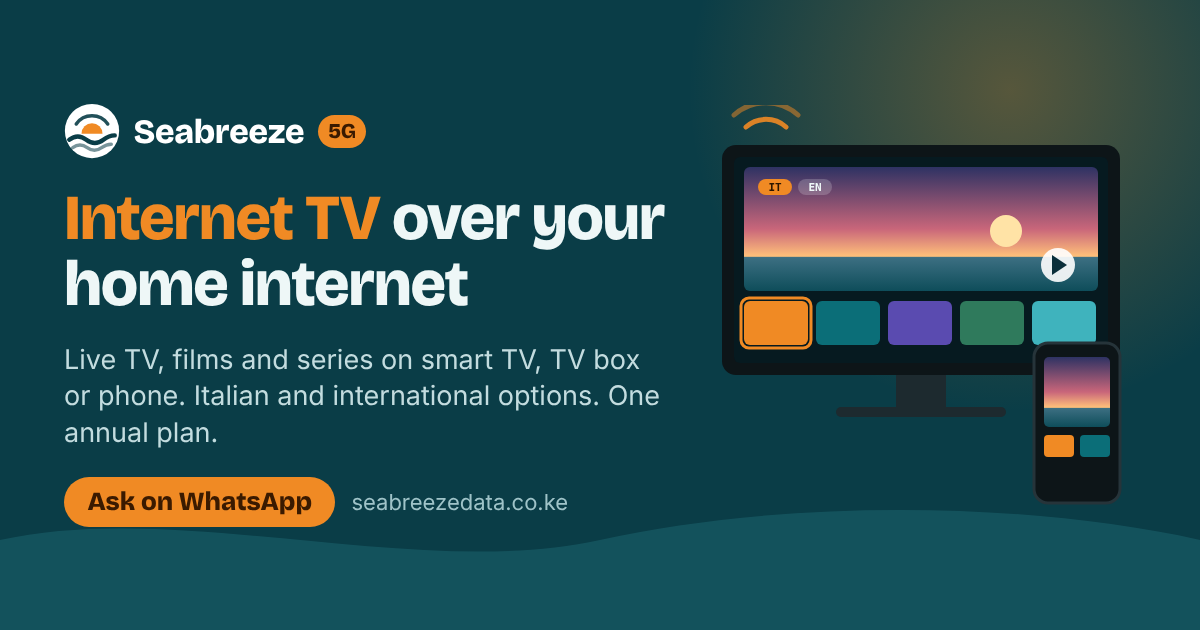 Seabreeze 5G
Internet TV over your
home internet
Live TV, films and series on smart TV, TV box
or phone. Italian and international options. One
annual plan.
Ask on WhatsApp
seabreezedata.co.ke
IT EN